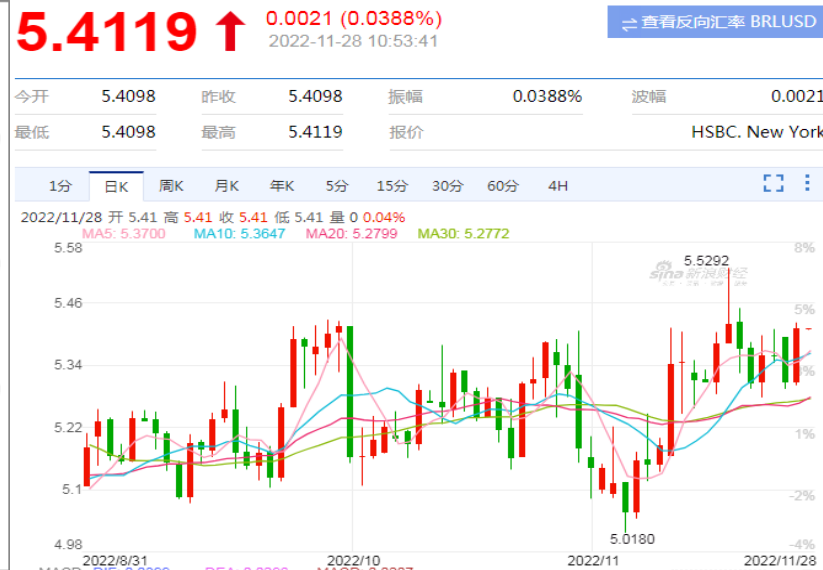 5.4119 0.0021 (0.0388%)
2022-11-28 10:53:41
查看反向汇率 BRLUSD
今开 5.4098 昨收 5.4098 振幅 0.0388% 波幅 0.0021
最低 5.4098 最高 5.4119 报价 HSBC. New York
1分 日K 周K 月K 年K 5分 15分 30分 60分 4H
2022/11/28 开 5.41 高 5.41 收 5.41 低 5.41 量 0 0.04%
MA5: 5.3700 MA10: 5.3647 MA20: 5.2799 MA30: 5.2772
5.58 8%
5.5292
sina 新浪财经
5.46 5%
5.34
5.22 1%
5.1 -2%
5.0180
4.98 -4%
2022/8/31 2022/10 2022/11 2022/11/28